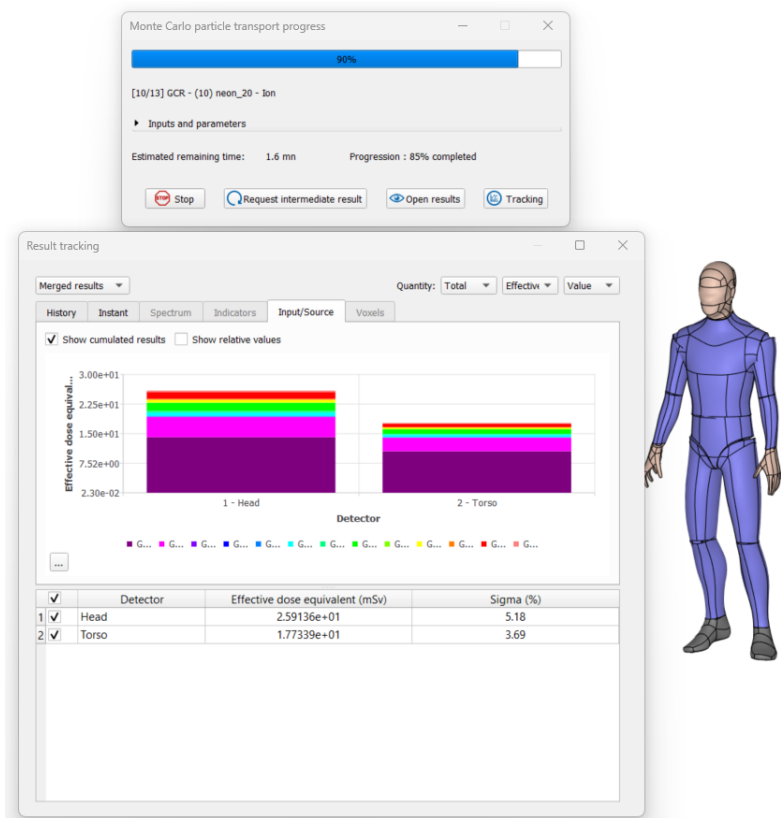 Monte Carlo particle transport progress
90%
[10/13] GCR - (10) neon_20 - Ion
Inputs and parameters
Estimated remaining time: 1.6 mn Progression : 85% completed
STOP Stop Request intermediate result Open results Tracking
Result tracking
Merged results Quantity: Total Effective Value
History Instant Spectrum Indicators Input/Source Voxels
Show cumulated results Show relative values
Effective dose equival...
3.00e+01
2.25e+01
1.50e+01
7.52e+00
2.30e-02
1 - Head 2 - Torso
Detector
G... G... G... G... G... G... G... G... G... G... G... G... G...
...
Detector Effective dose equivalent (mSv) Sigma (%)
1 Head 2.59136e+01 5.18
2 Torso 1.77339e+01 3.69